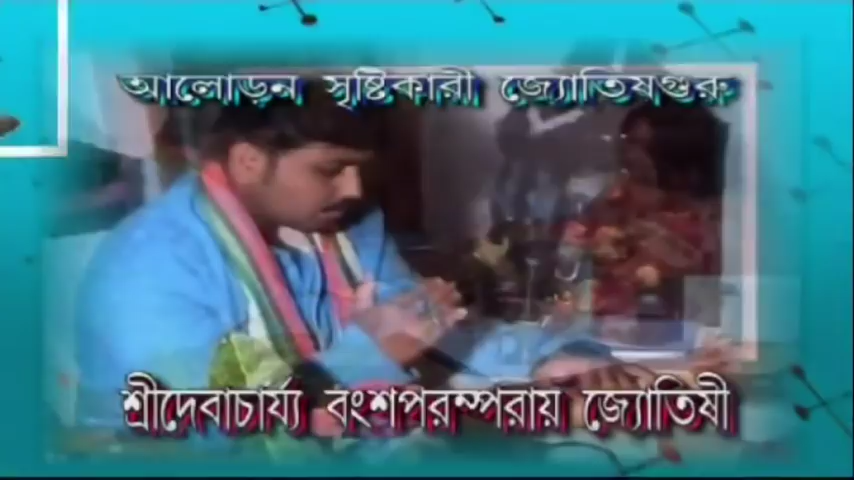 আলোড়ন সৃষ্টিকারী জ্যোতিষগুরু
শ্রীদেবাচার্য্য বংশপরম্পরায় জ্যোতিষী